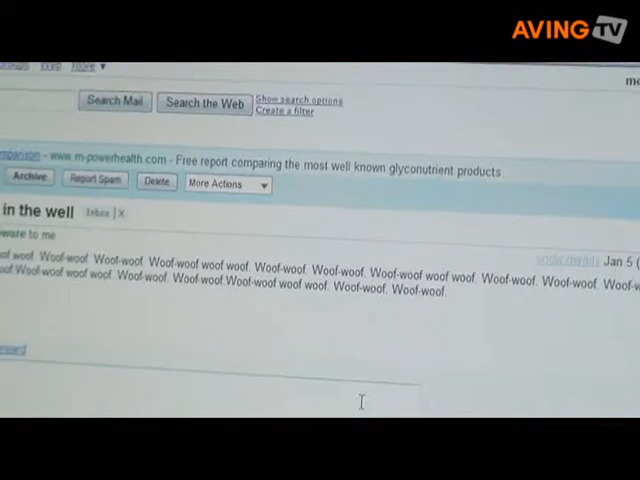 AVING TV
more ▼
Search Mail Search the Web Show search options
Create a filter
- www.m-powerhealth.com - Free report comparing the most well known glyconutrient products
Archive Report Spam Delete More Actions
in the well Inbox | X
to me
Jan 5 (
woof. Woof-woof. Woof-woof. Woof-woof woof woof. Woof-woof. Woof-woof. Woof-woof woof woof. Woof-woof. Woof-woof.
Woof-woof woof woof. Woof-woof. Woof-woof.Woof-woof woof woof. Woof-woof. Woof-woof.